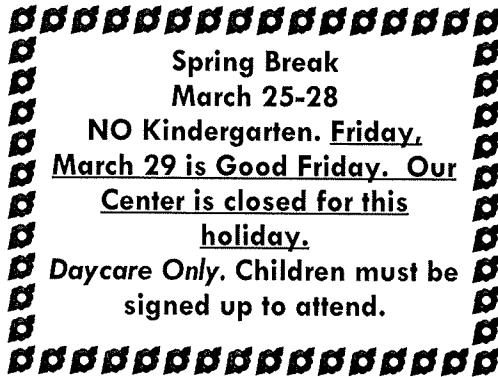 Spring Break
March 25-28
NO Kindergarten. Friday,
March 29 is Good Friday.  Our
Center is closed for this
holiday.
Daycare Only. Children must be
signed up to attend.